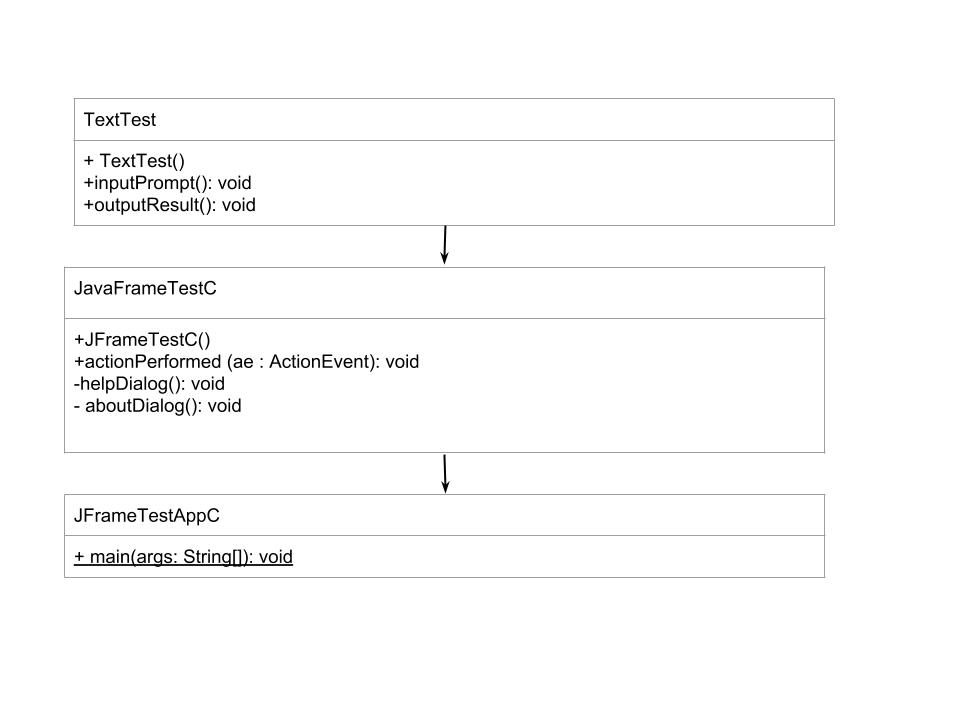 TextTest
+ TextTest()
+inputPrompt(): void
+outputResult(): void
JavaFrameTestC
+JFrameTestC()
+actionPerformed (ae : ActionEvent): void
-helpDialog(): void
- aboutDialog(): void
JFrameTestAppC
+ main(args: String[]): void